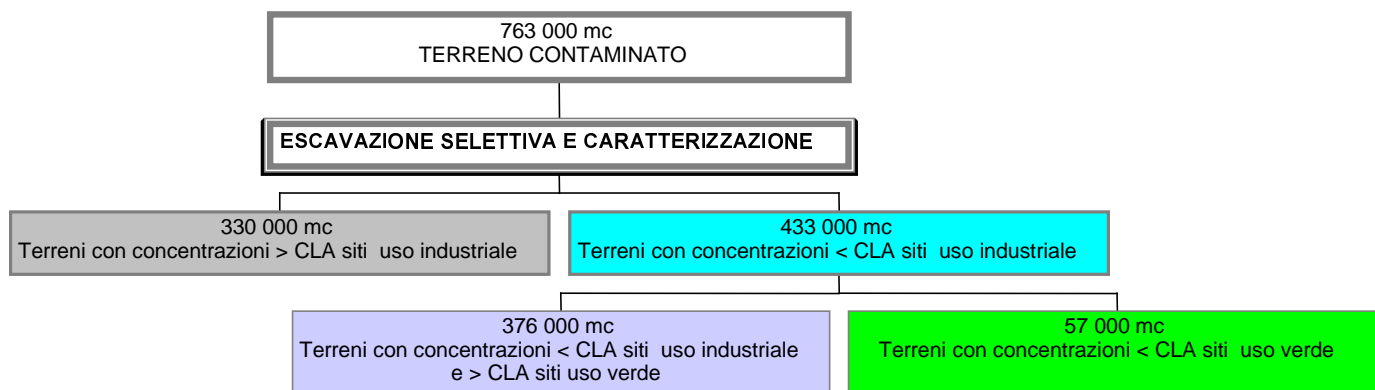 763 000 mc
TERRENO CONTAMINATO
ESCAVAZIONE SELETTIVA E CARATTERIZZAZIONE
330 000 mc
Terreni con concentrazioni > CLA siti uso industriale
433 000 mc
Terreni con concentrazioni < CLA siti uso industriale
376 000 mc
Terreni con concentrazioni < CLA siti uso industriale
e > CLA siti uso verde
57 000 mc
Terreni con concentrazioni < CLA siti uso verde